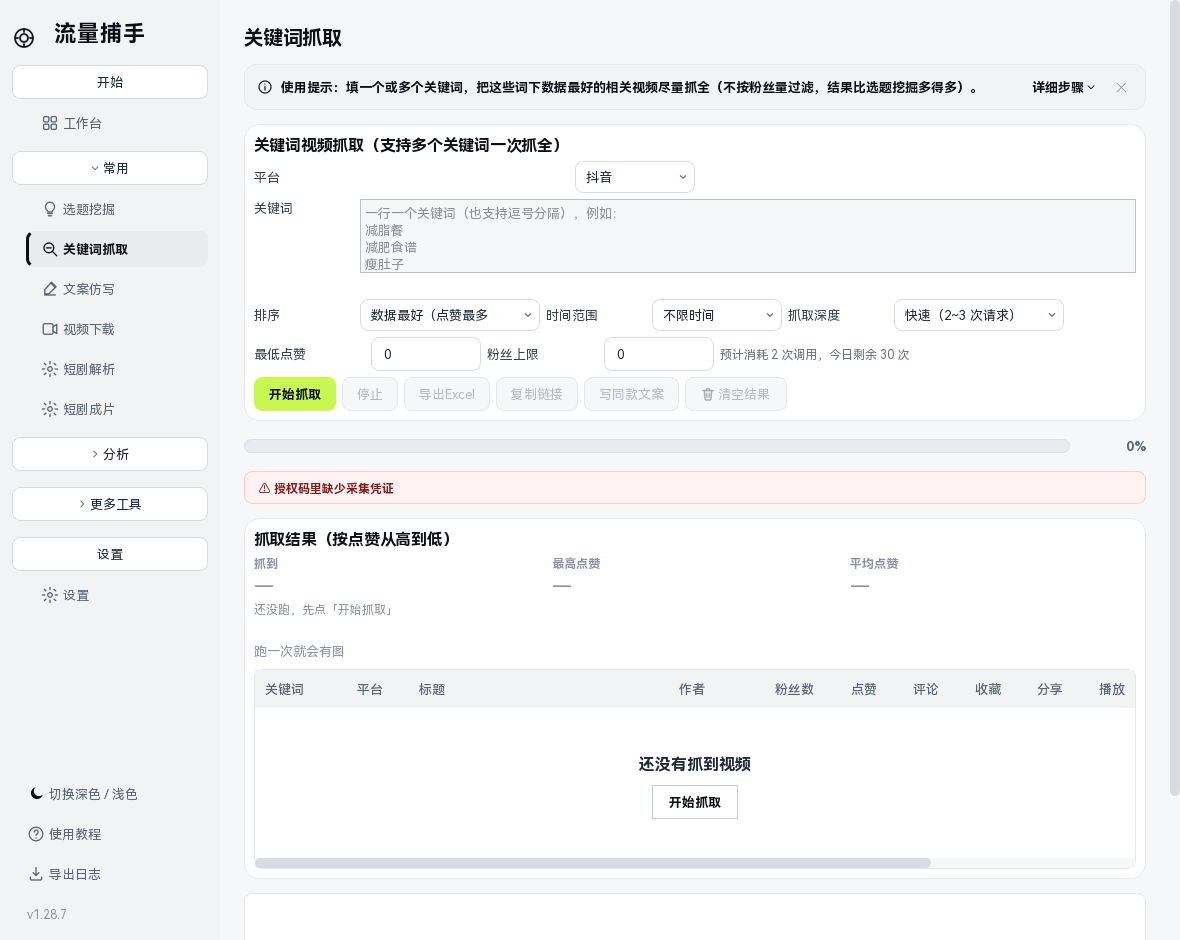 流量捕手
开始
工作台
常用
选题挖掘
关键词抓取
文案仿写
视频下载
短剧解析
短剧成片
分析
更多工具
设置
设置
切换深色 / 浅色
使用教程
导出日志
v1.28.7
关键词抓取
使用提示：填一个或多个关键词，把这些词下数据最好的相关视频尽量抓全（不按粉丝量过滤，结果比选题挖掘多得多）。 详细步骤
关键词视频抓取（支持多个关键词一次抓全）
平台 抖音
关键词 一行一个关键词（也支持逗号分隔），例如:
减脂餐
减肥食谱
瘦肚子
排序 数据最好（点赞最多 时间范围 不限时间 抓取深度 快速（2~3 次请求）
最低点赞 0 粉丝上限 0 预计消耗 2 次调用，今日剩余 30 次
开始抓取 停止 导出Excel 复制链接 写同款文案 清空结果
0%
授权码里缺少采集凭证
抓取结果（按点赞从高到低）
抓到 最高点赞 平均点赞
— — —
还没跑，先点「开始抓取」
跑一次就会有图
关键词 平台 标题 作者 粉丝数 点赞 评论 收藏 分享 播放
还没有抓到视频
开始抓取